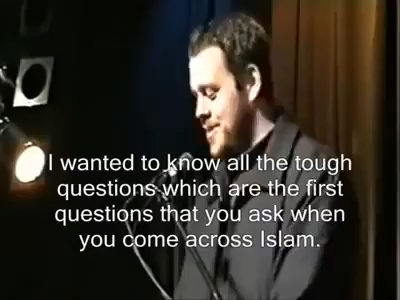 I wanted to know all the tough
questions which are the first
questions that you ask when
you come across Islam.